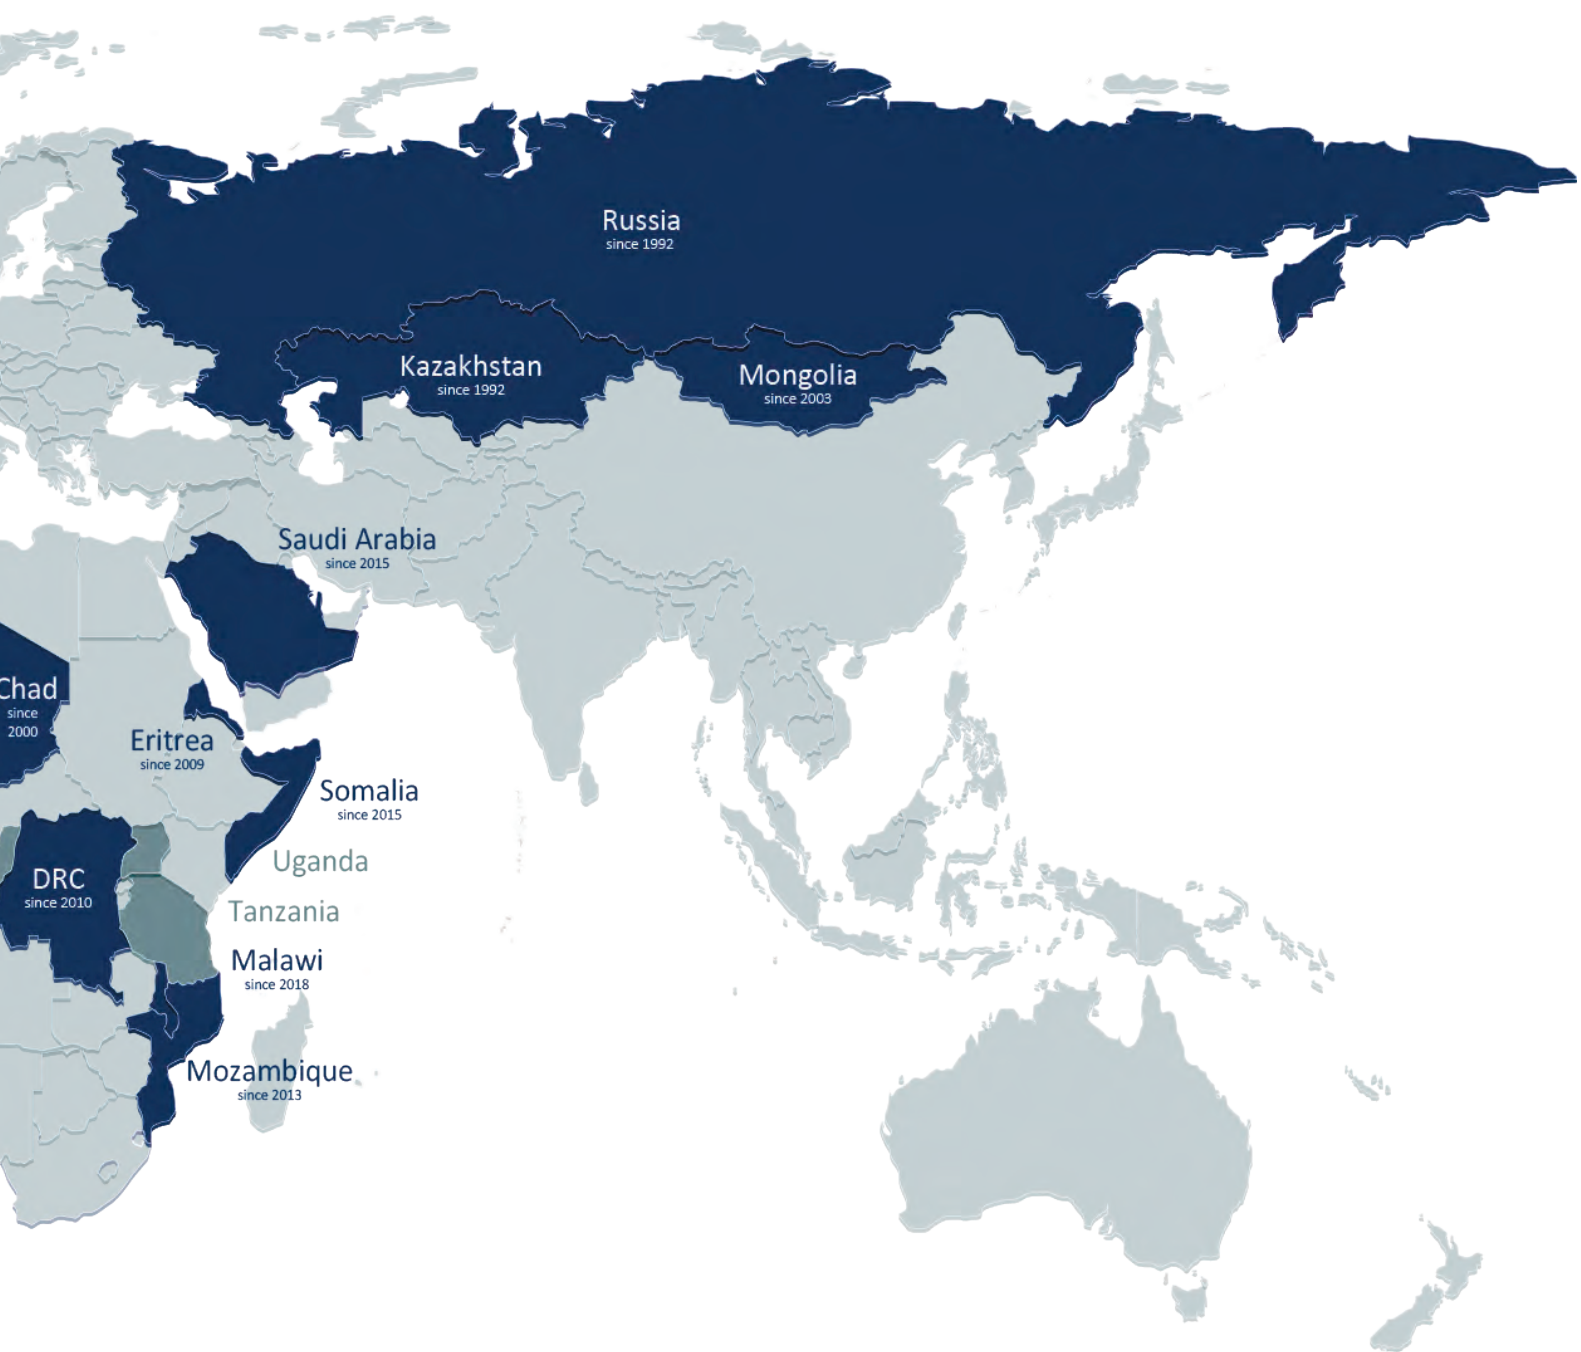 Russia
since 1992
Kazakhstan
since 1992
Mongolia
since 2003
Saudi Arabia
since 2015
Chad
since
2000
Eritrea
since 2009
Somalia
since 2015
Uganda
DRC
since 2010
Tanzania
Malawi
since 2018
Mozambique
since 2013